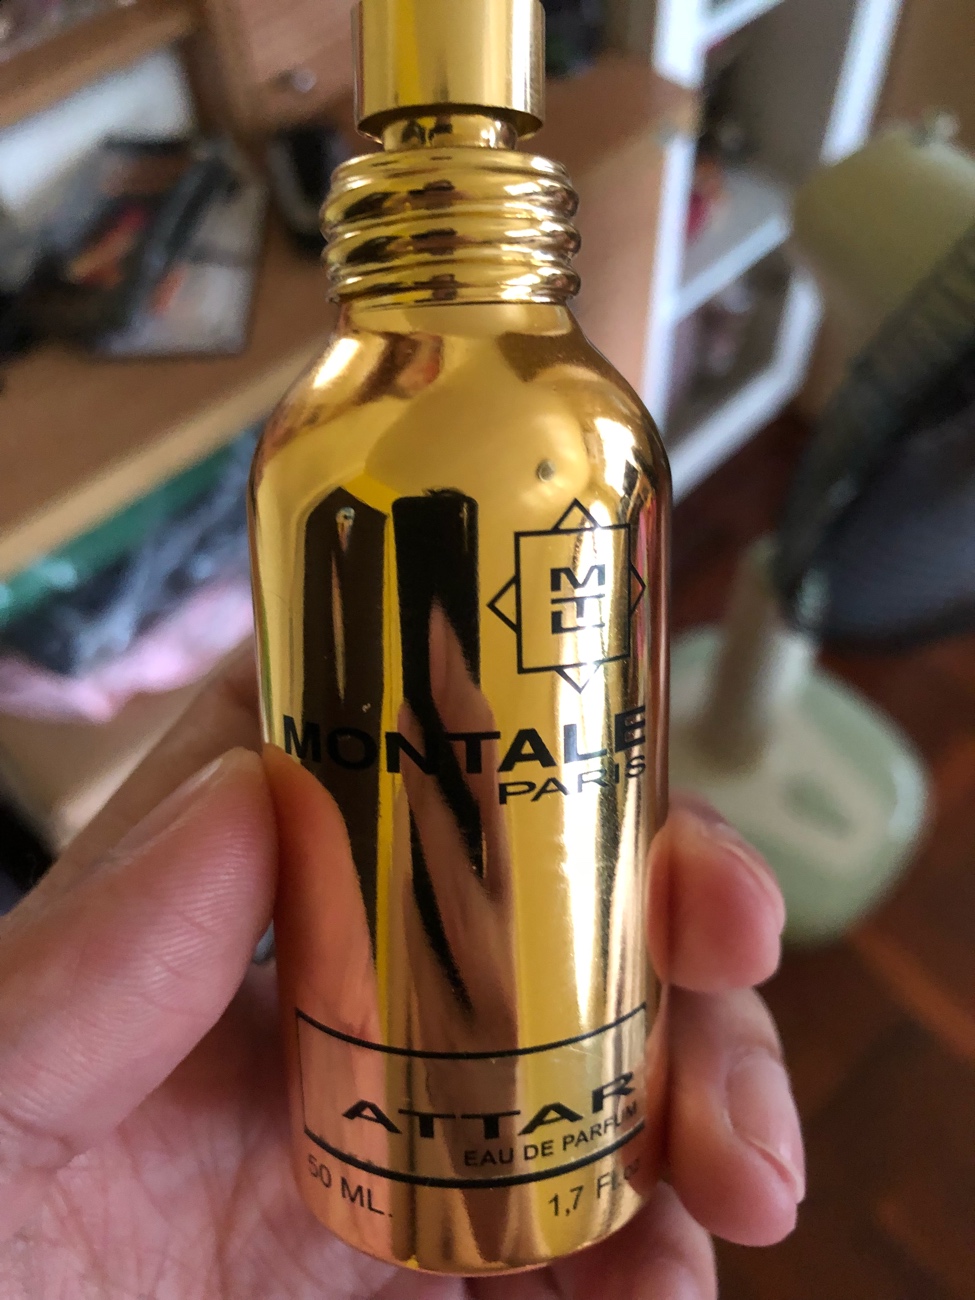 MTL
MONTALE
PARIS
ATTAR
EAU DE PARFUM
50 ML. 1,7 Fl.oz